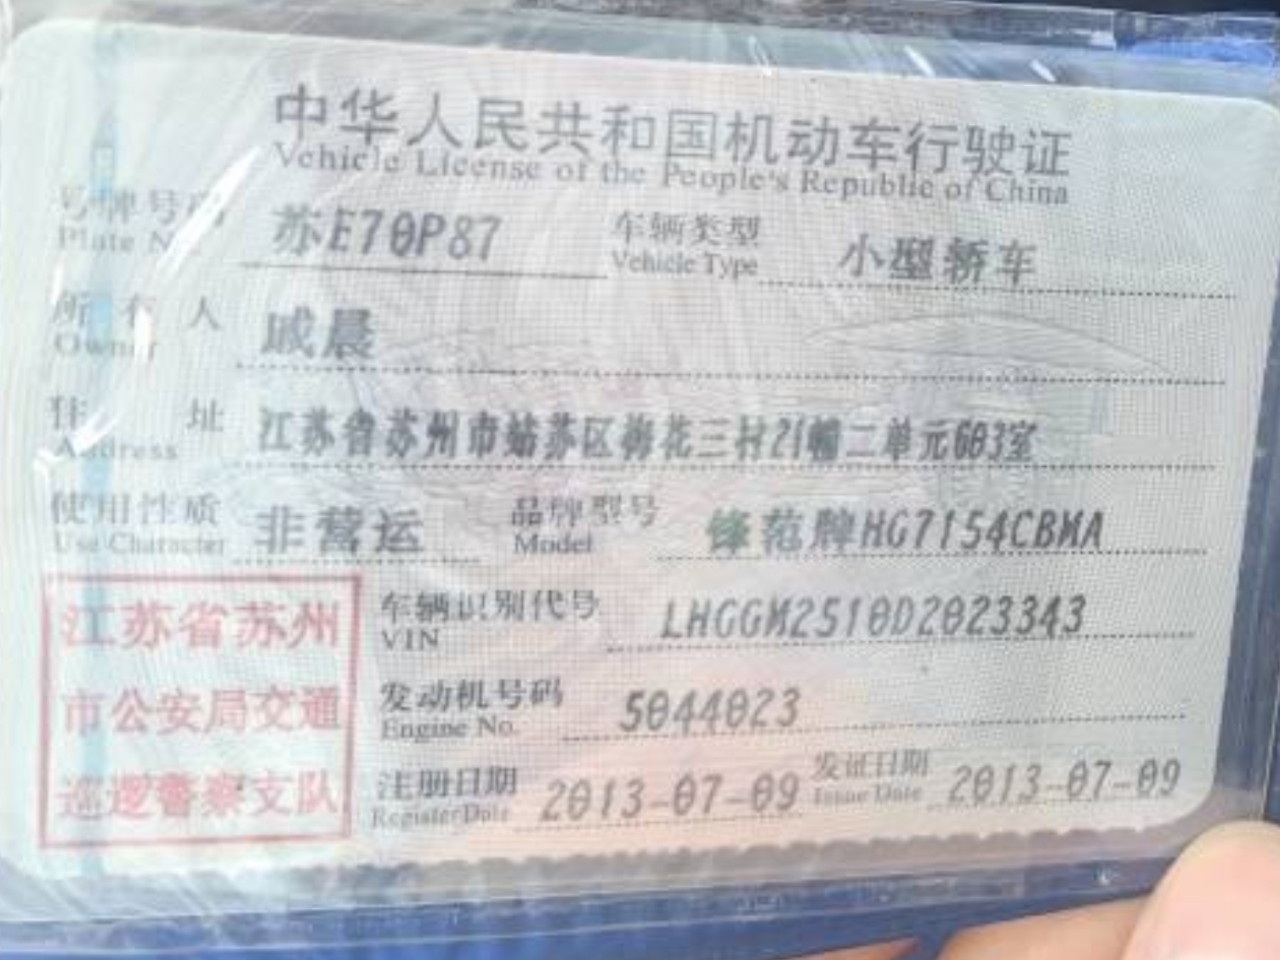 中华人民共和国机动车行驶证
Vehicle License of the People's Republic of China
号牌号码 苏E70P87 车辆类型 小型轿车
Plate No. Vehicle Type
所有人 戚晨
Owner
住址 江苏省苏州市姑苏区梅花三村21幢二单元603室
Address
使用性质 非营运 品牌型号 锋范牌HG7154CBMA
Use Character Model
江苏省苏州
市公安局交通
巡逻警察支队
车辆识别代号 LHGGM2510D2023343
VIN
发动机号码 5044023
Engine No.
注册日期 2013-07-09 发证日期 2013-07-09
Register Date Issue Date